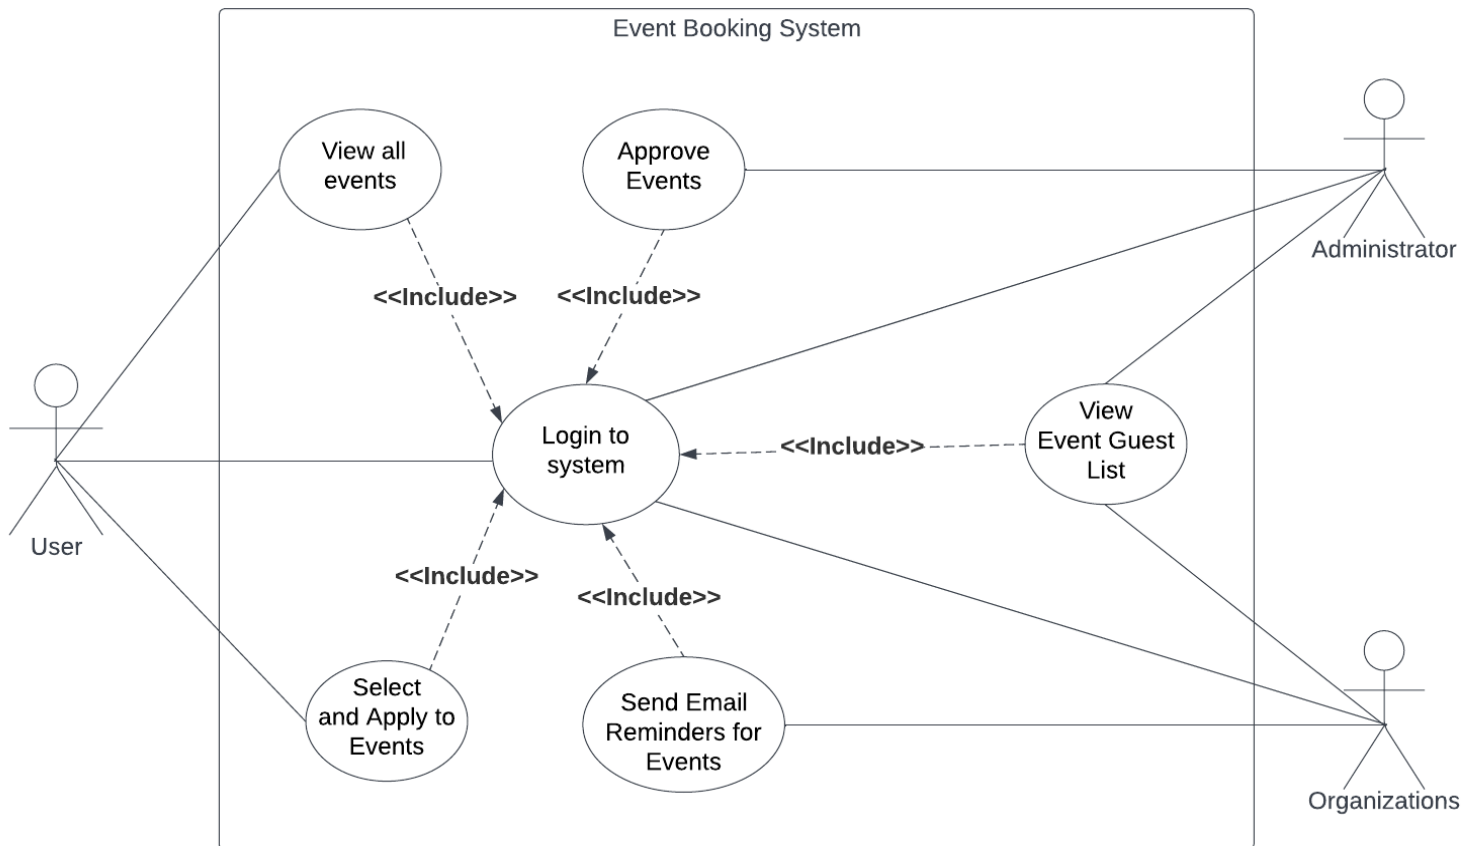 Event Booking System
View all
events
Approve
Events
Administrator
<<Include>>
<<Include>>
User
Login to
system
<<Include>>
View
Event Guest
List
<<Include>>
<<Include>>
Select
and Apply to
Events
Send Email
Reminders for
Events
Organizations